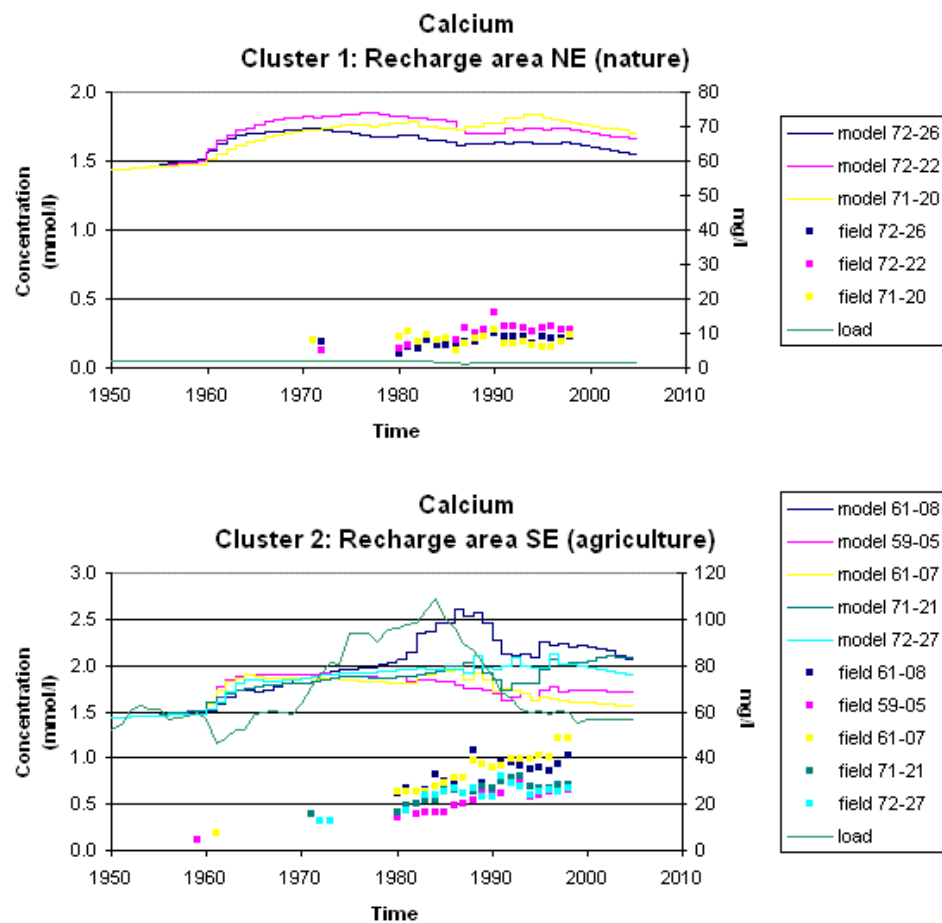 Calcium
Cluster 1: Recharge area NE (nature)
2.0
1.5
1.0
0.5
0.0
80
70
60
50
40
30
20
10
0
1950
1960
1970
1980
1990
2000
2010
Concentration
(mmol/l)
mg/l
Time
model 72-26
model 72-22
model 71-20
field 72-26
field 72-22
field 71-20
load
Calcium
Cluster 2: Recharge area SE (agriculture)
3.0
2.5
2.0
1.5
1.0
0.5
0.0
120
100
80
60
40
20
0
1950
1960
1970
1980
1990
2000
2010
Concentration
(mmol/l)
mg/l
Time
model 61-08
model 59-05
model 61-07
model 71-21
model 72-27
field 61-08
field 59-05
field 61-07
field 71-21
field 72-27
load